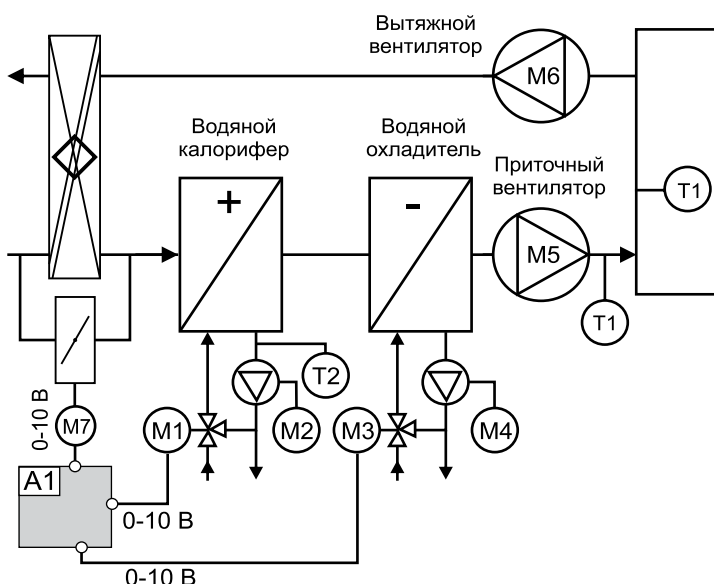 Вытяжной
вентилятор
M6
Водяной
калорифер
Водяной
охладитель
Приточный
вентилятор
+
-
M5
T1
T1
T2
0-10 В
M7
M1
M2
M3
M4
A1
0-10 В
0-10 В